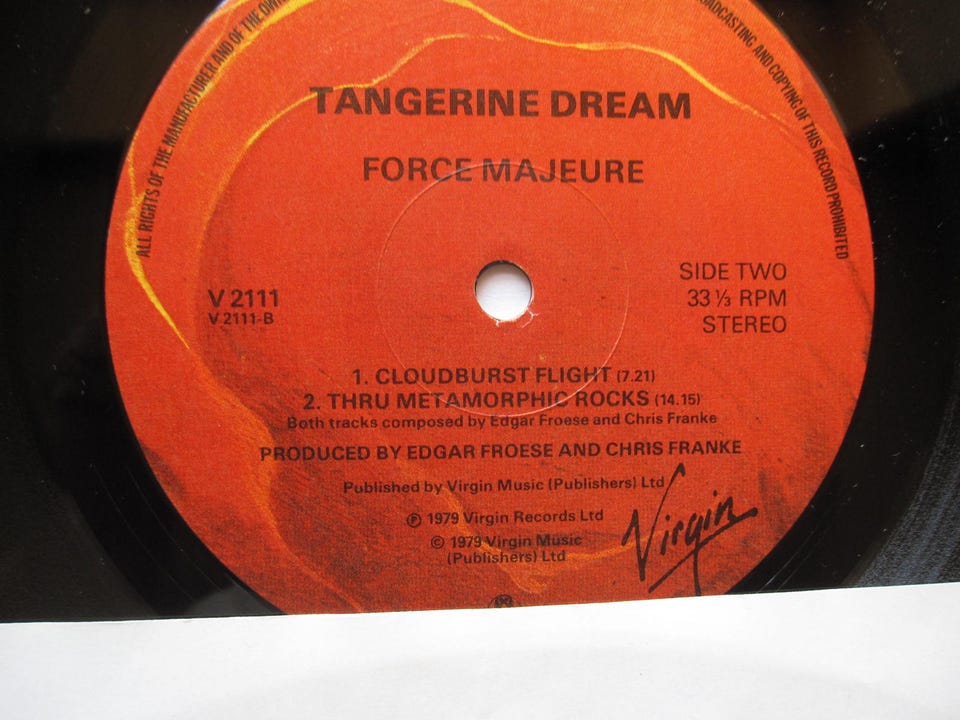 ALL RIGHTS OF THE MANUFACTURER AND OF THE
BROADCASTING AND COPYING OF THIS RECORD PROHIBITED
TANGERINE DREAM
FORCE MAJEURE
V 2111
V 2111-B
SIDE TWO
33 ⅓ RPM
STEREO
1. CLOUDBURST FLIGHT (7.21)
2. THRU METAMORPHIC ROCKS (14.15)
Both tracks composed by Edgar Froese and Chris Franke
PRODUCED BY EDGAR FROESE AND CHRIS FRANKE
Published by Virgin Music (Publishers) Ltd
℗ 1979 Virgin Records Ltd
© 1979 Virgin Music
(Publishers) Ltd
Virgin